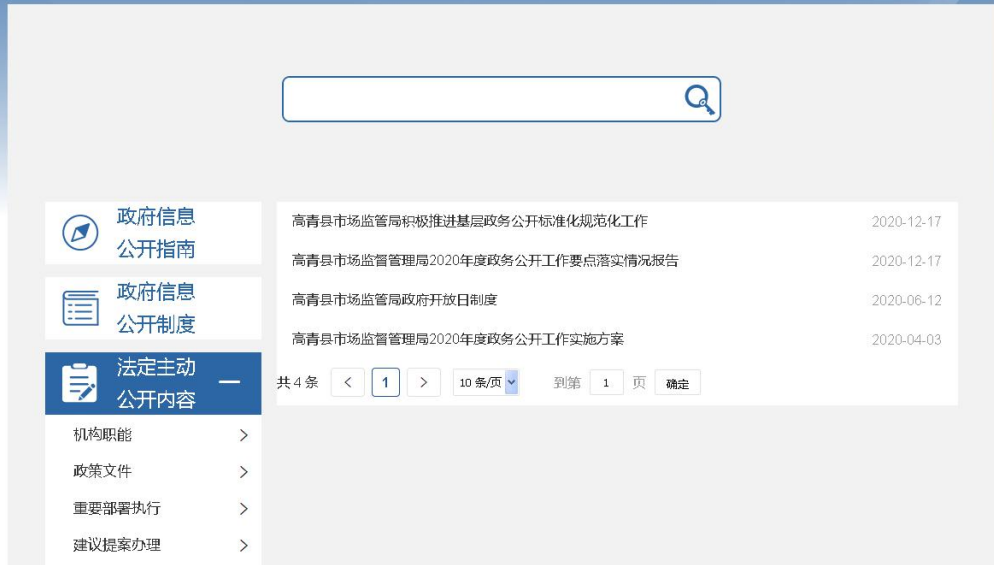 政府信息
公开指南
政府信息
公开制度
法定主动
公开内容
机构职能
政策文件
重要部署执行
建议提案办理
高青县市场监管局积极推进基层政务公开标准化规范化工作 2020-12-17
高青县市场监督管理局2020年度政务公开工作要点落实情况报告 2020-12-17
高青县市场监管局政府开放日制度 2020-06-12
高青县市场监督管理局2020年度政务公开工作实施方案 2020-04-03
共 4 条 < 1 > 10 条/页 到第 1 页 确定